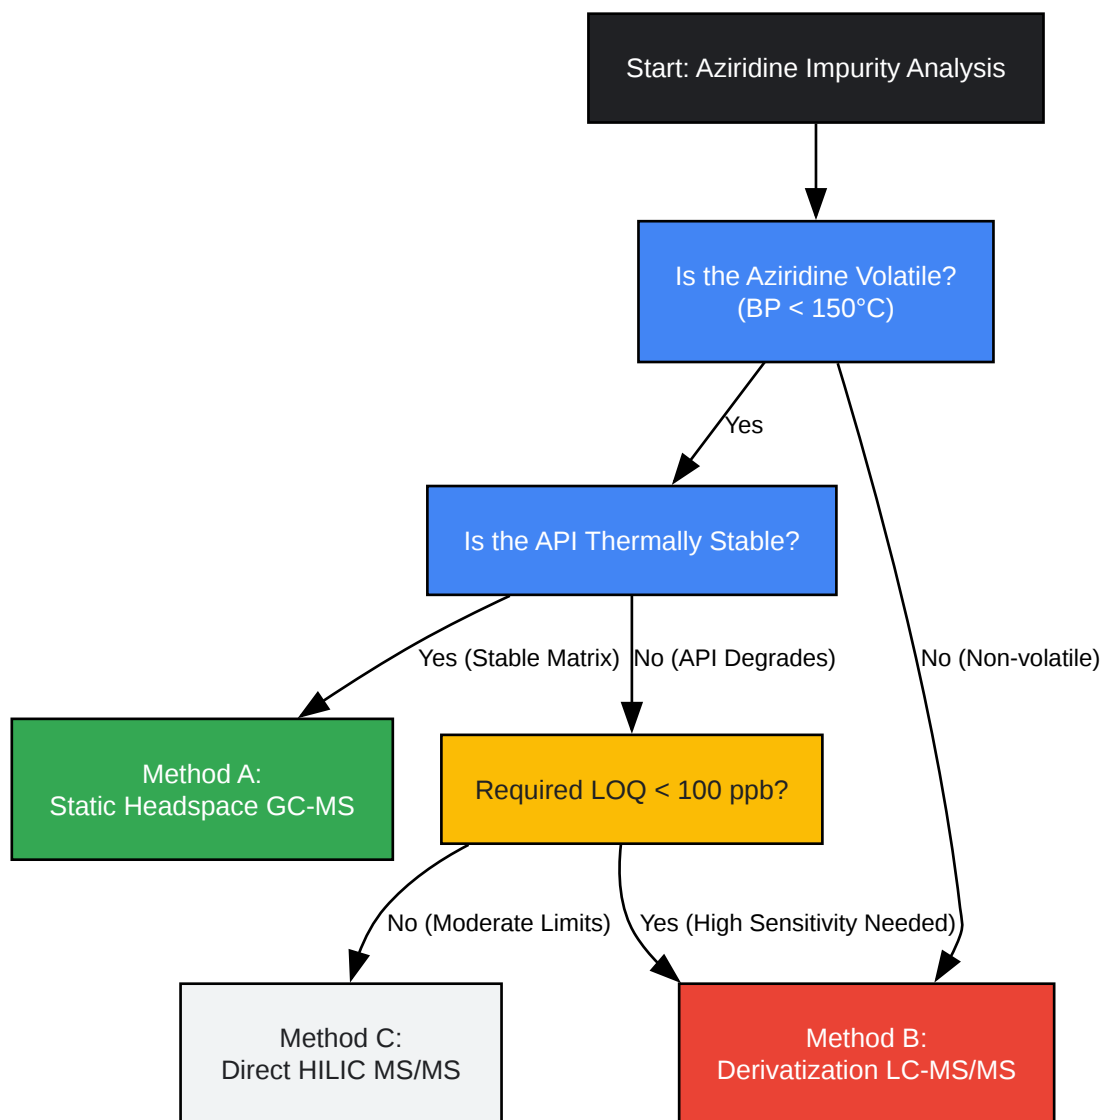 Start: Aziridine Impurity Analysis
Is the Aziridine Volatile?
(BP < 150°C)
Yes
Is the API Thermally Stable?
Yes (Stable Matrix)
No (API Degrades)
No (Non-volatile)
Method A:
Static Headspace GC-MS
Required LOQ < 100 ppb?
No (Moderate Limits)
Yes (High Sensitivity Needed)
Method C:
Direct HILIC MS/MS
Method B:
Derivatization LC-MS/MS